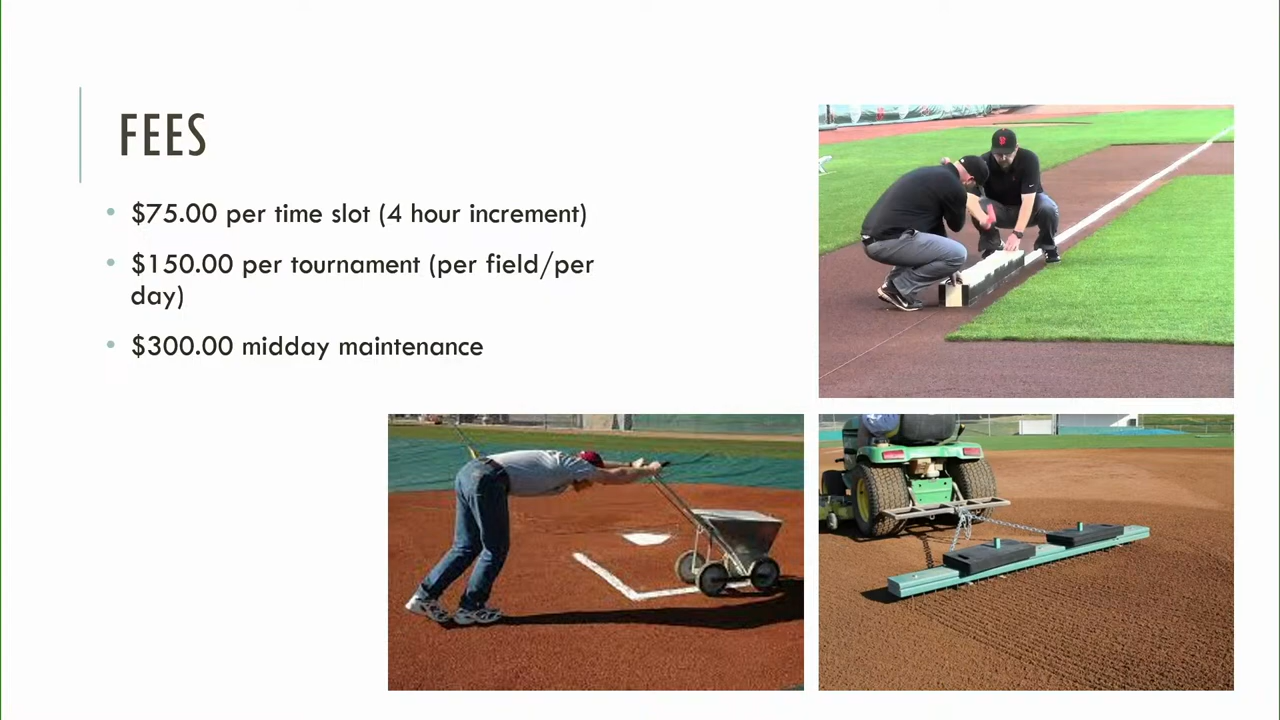 FEES
• $75.00 per time slot (4 hour increment)
• $150.00 per tournament (per field/per
day)
• $300.00 midday maintenance